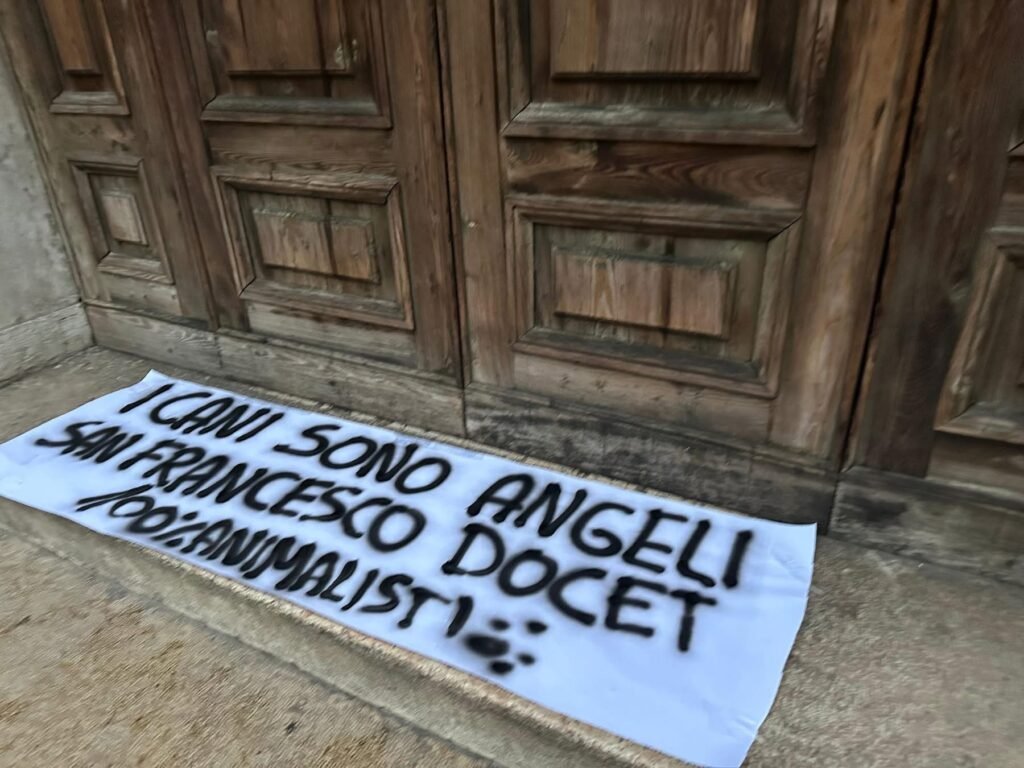 I CANI SONO ANGELI
SAN FRANCESCO DOCET
100%ANIMALISTI